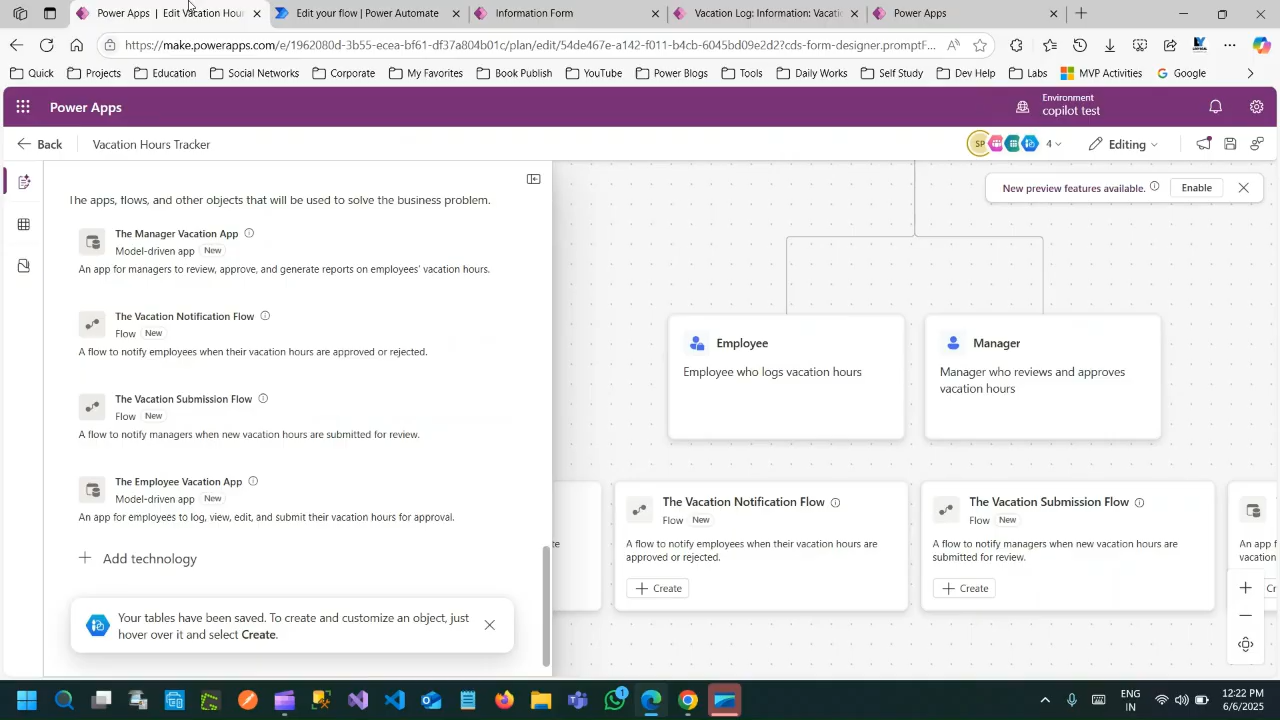 Power Apps | Edit Vacation Hour
Edit your flow | Power Automate
Information Form
Vacation Log: Information: Vacati
Power Apps
https://make.powerapps.com/e/1962080d-3b55-ecea-bf61-df37a804b01c/plan/edit/54de467e-a142-f011-b4cb-6045bd09e2d2?cds-form-designer.promptF...
Quick
Projects
Education
Social Networks
Corporate
My Favorites
Book Publish
YouTube
Power Blogs
Tools
Daily Works
Self Study
Dev Help
Labs
MVP Activities
Google
Power Apps
Environment
copilot test
Back
Vacation Hours Tracker
SP
4
Editing
New preview features available.
Enable
The apps, flows, and other objects that will be used to solve the business problem.
The Manager Vacation App
Model-driven app New
An app for managers to review, approve, and generate reports on employees' vacation hours.
The Vacation Notification Flow
Flow New
A flow to notify employees when their vacation hours are approved or rejected.
The Vacation Submission Flow
Flow New
A flow to notify managers when new vacation hours are submitted for review.
The Employee Vacation App
Model-driven app New
An app for employees to log, view, edit, and submit their vacation hours for approval.
Add technology
Your tables have been saved. To create and customize an object, just
hover over it and select Create.
Employee
Employee who logs vacation hours
Manager
Manager who reviews and approves
vacation hours
te
The Vacation Notification Flow
Flow New
A flow to notify employees when their vacation hours are
approved or rejected.
Create
The Vacation Submission Flow
Flow New
A flow to notify managers when new vacation hours are
submitted for review.
Create
An app f
vacation
Cr
1
ENG
IN
12:22 PM
6/6/2025